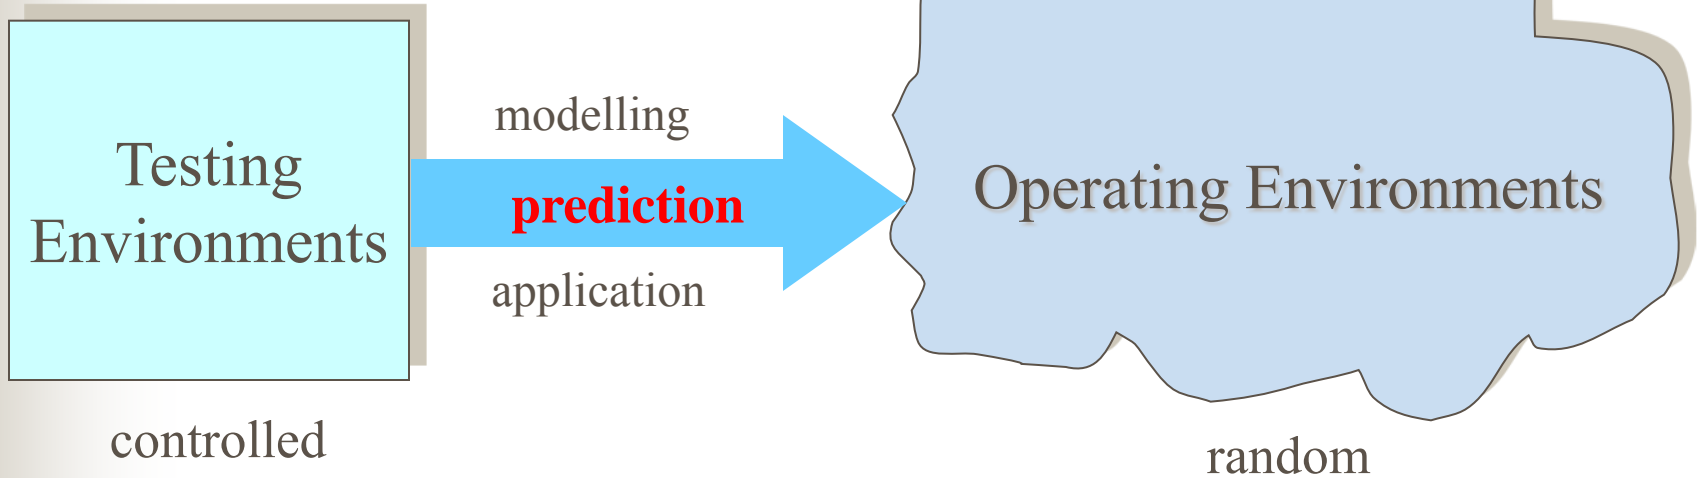 Testing
Environments
controlled
modelling
prediction
application
Operating Environments
random